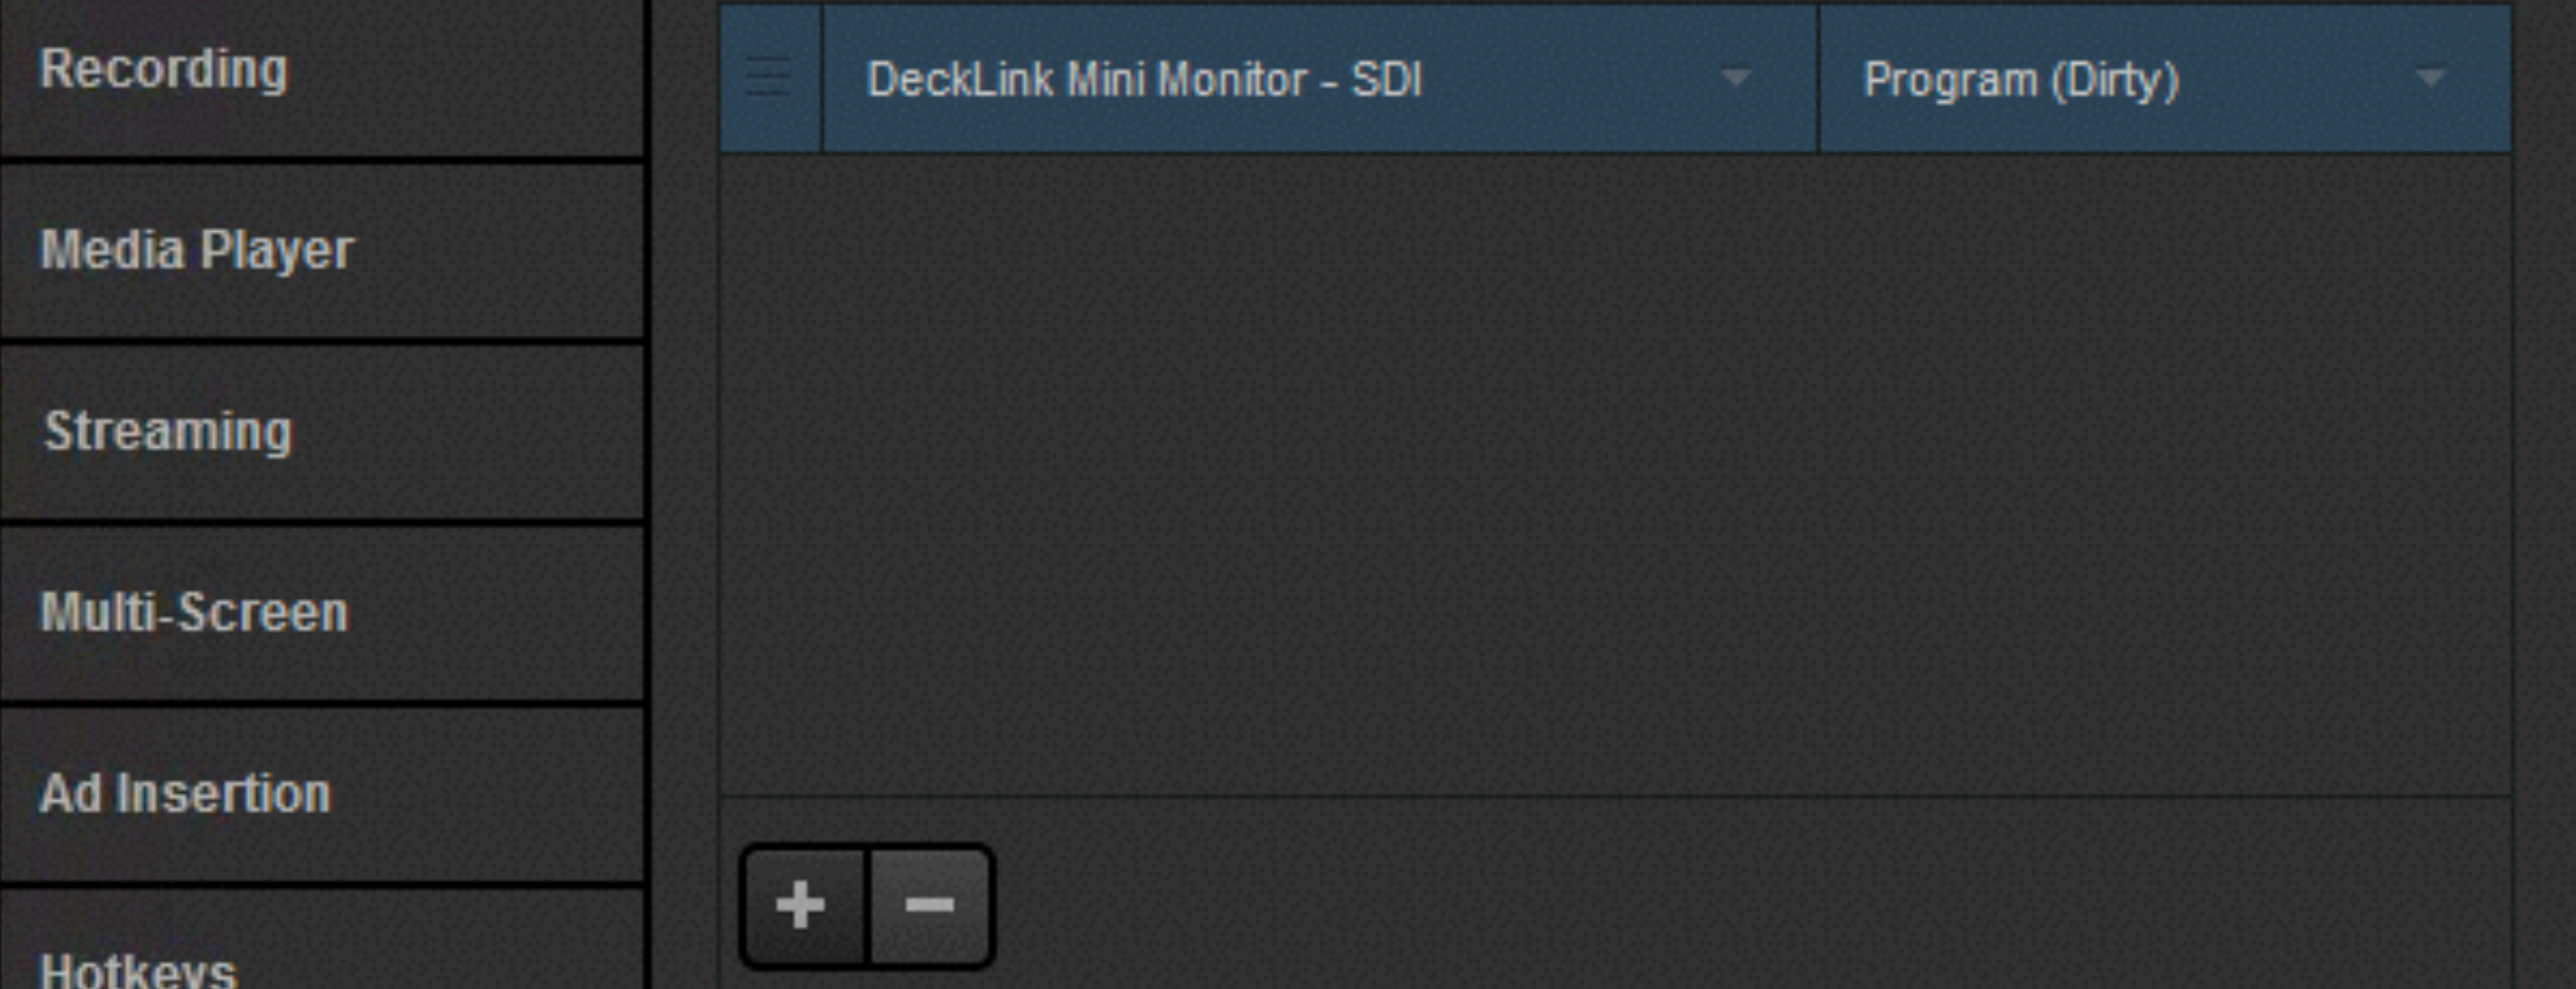 Recording
Media Player
Streaming
Multi-Screen
Ad Insertion
Hotkeys
DeckLink Mini Monitor - SDI
Program (Dirty)